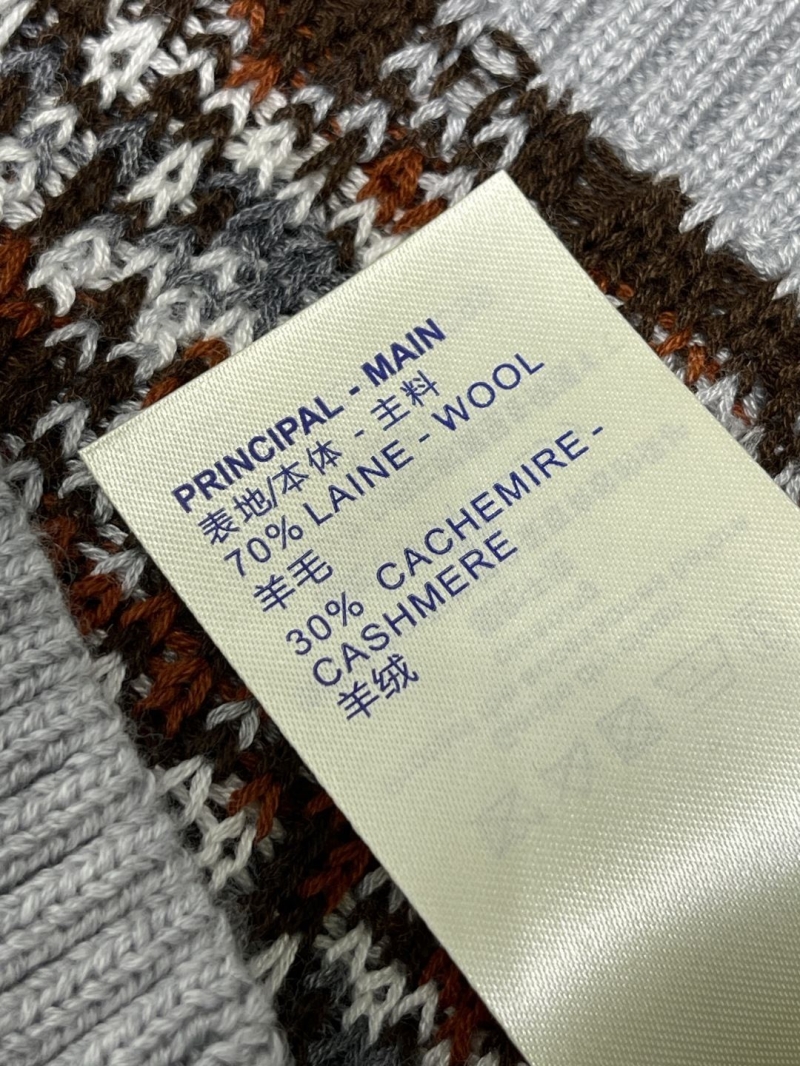 PRINCIPAL - MAIN
表地/本体 - 主料
70% LAINE - WOOL
羊毛
30% CACHEMIRE -
CASHMERE
羊绒